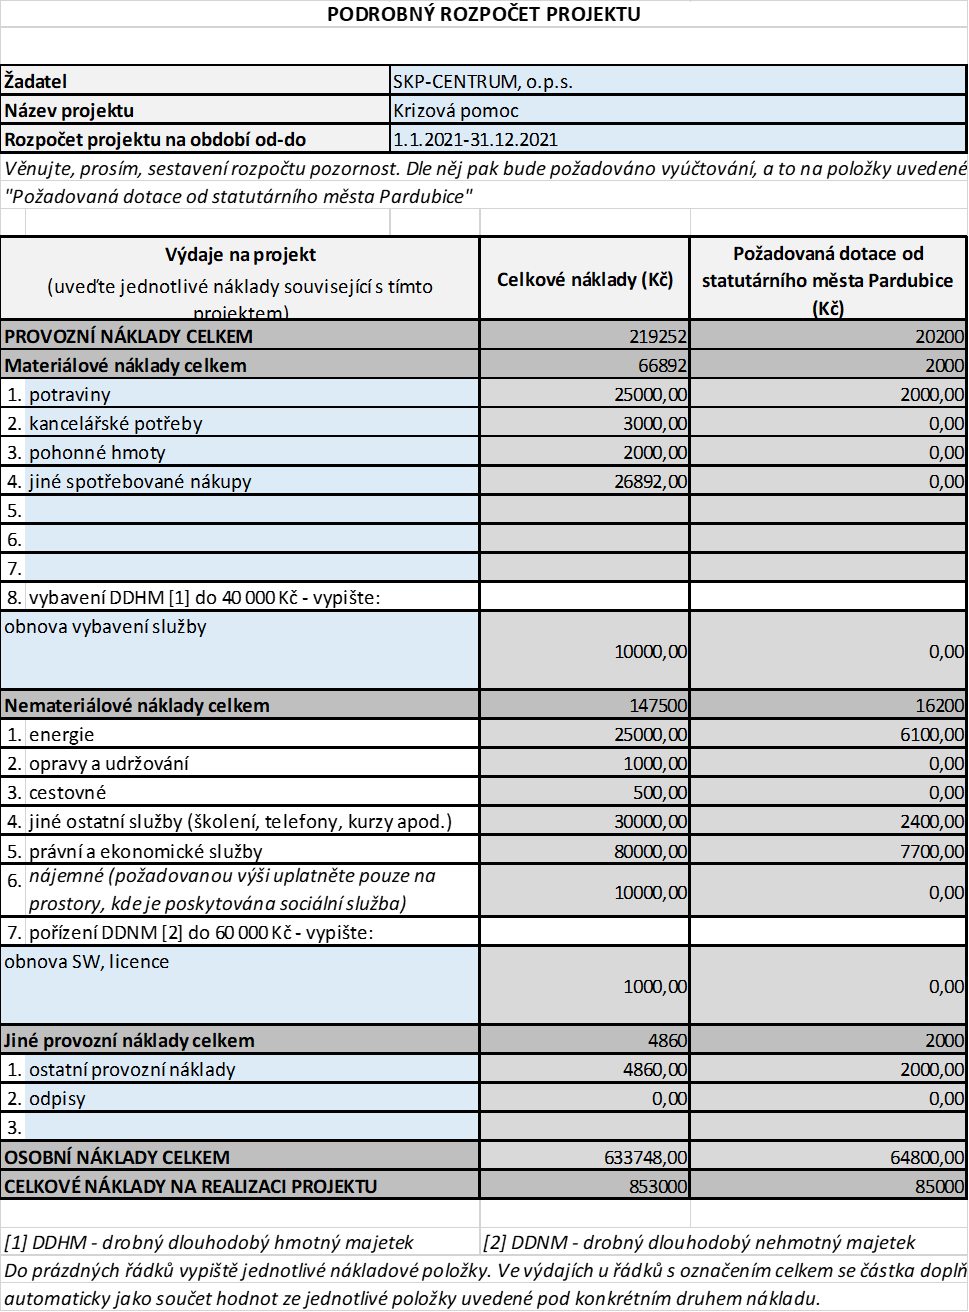 PODROBNÝ ROZPOČET PROJEKTU
Žadatel SKP-CENTRUM, o.p.s.
Název projektu Krizová pomoc
Rozpočet projektu na období od-do 1.1.2021-31.12.2021
Věnujte, prosím, sestavení rozpočtu pozornost. Dle něj pak bude požadováno vyúčtování, a to na položky uvedené
"Požadovaná dotace od statutárního města Pardubice"
Výdaje na projekt
(uveďte jednotlivé náklady související s tímto
projektem)
Celkové náklady (Kč)
Požadovaná dotace od
statutárního města Pardubice
(Kč)
PROVOZNÍ NÁKLADY CELKEM 219252 20200
Materiálové náklady celkem 66892 2000
1. potraviny 25000,00 2000,00
2. kancelářské potřeby 3000,00 0,00
3. pohonné hmoty 2000,00 0,00
4. jiné spotřebované nákupy 26892,00 0,00
5.
6.
7.
8. vybavení DDHM [1] do 40 000 Kč - vypište:
obnova vybavení služby
10000,00 0,00
Nemateriálové náklady celkem 147500 16200
1. energie 25000,00 6100,00
2. opravy a udržování 1000,00 0,00
3. cestovné 500,00 0,00
4. jiné ostatní služby (školení, telefony, kurzy apod.) 30000,00 2400,00
5. právní a ekonomické služby 80000,00 7700,00
6. nájemné (požadovanou výši uplatněte pouze na
prostory, kde je poskytována sociální služba) 10000,00 0,00
7. pořízení DDNM [2] do 60 000 Kč - vypište:
obnova SW, licence
1000,00 0,00
Jiné provozní náklady celkem 4860 2000
1. ostatní provozní náklady 4860,00 2000,00
2. odpisy 0,00 0,00
3.
OSOBNÍ NÁKLADY CELKEM 633748,00 64800,00
CELKOVÉ NÁKLADY NA REALIZACI PROJEKTU 853000 85000
[1] DDHM - drobný dlouhodobý hmotný majetek [2] DDNM - drobný dlouhodobý nehmotný majetek
Do prázdných řádků vypiště jednotlivé nákladové položky. Ve výdajích u řádků s označením celkem se částka doplň
automaticky jako součet hodnot ze jednotlivé položky uvedené pod konkrétním druhem nákladu.